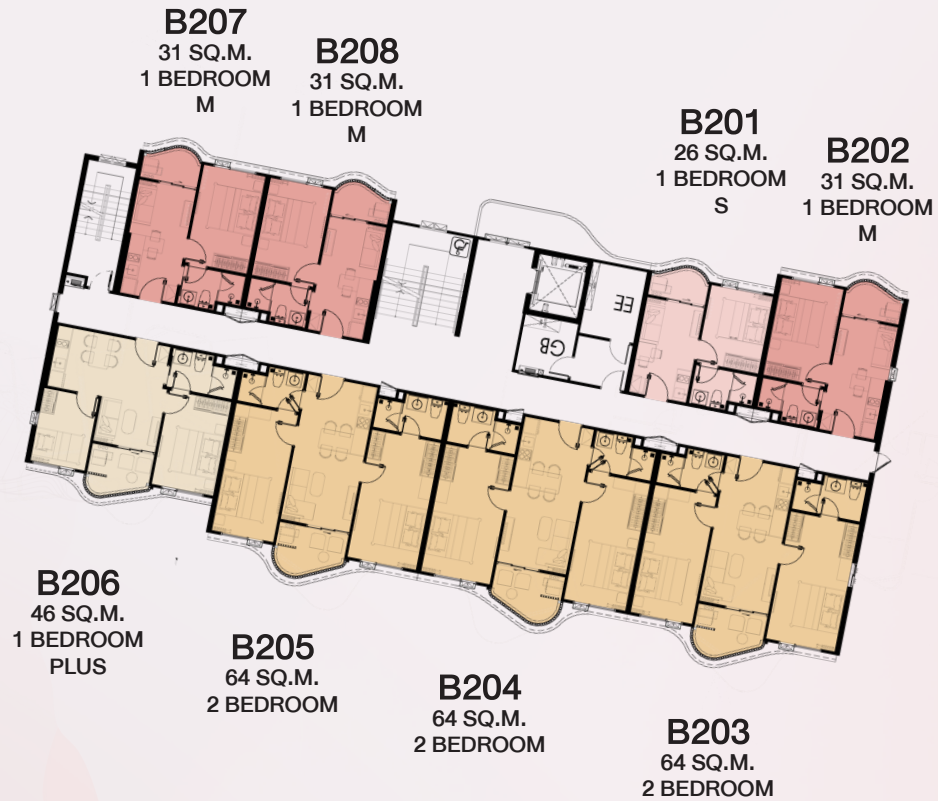 B207
31 SQ.M.
1 BEDROOM
M
B208
31 SQ.M.
1 BEDROOM
M
B201
26 SQ.M.
1 BEDROOM
S
B202
31 SQ.M.
1 BEDROOM
M
EE
GB
B206
46 SQ.M.
1 BEDROOM
PLUS
B205
64 SQ.M.
2 BEDROOM
B204
64 SQ.M.
2 BEDROOM
B203
64 SQ.M.
2 BEDROOM